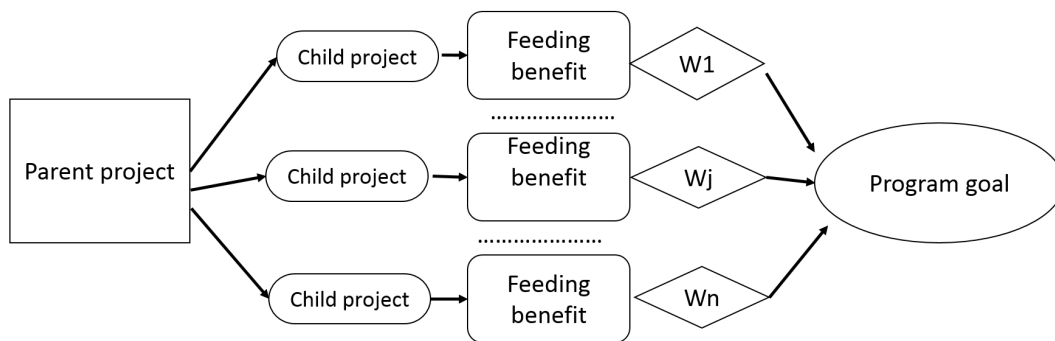 Parent project
Child project
Feeding
benefit
W1
.....................
Child project
Feeding
benefit
Wj
.....................
Child project
Feeding
benefit
Wn
Program goal